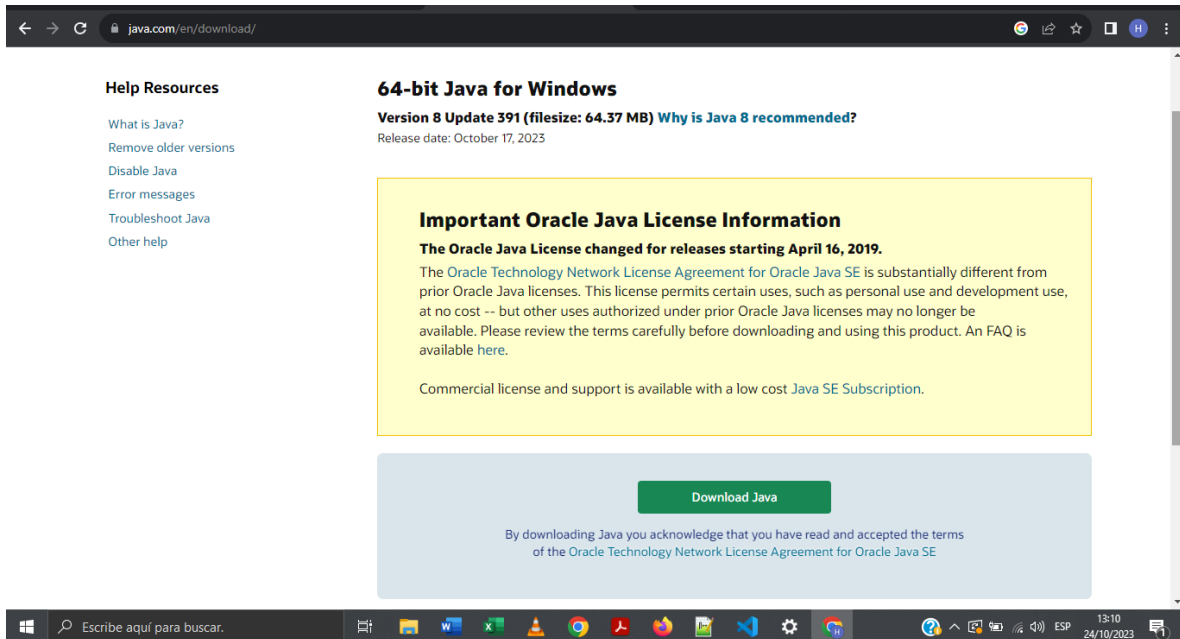 java.com/en/download/
H
Help Resources
What is Java?
Remove older versions
Disable Java
Error messages
Troubleshoot Java
Other help
64-bit Java for Windows
Version 8 Update 391 (filesize: 64.37 MB) Why is Java 8 recommended?
Release date: October 17, 2023
Important Oracle Java License Information
The Oracle Java License changed for releases starting April 16, 2019.
The Oracle Technology Network License Agreement for Oracle Java SE is substantially different from
prior Oracle Java licenses. This license permits certain uses, such as personal use and development use,
at no cost -- but other uses authorized under prior Oracle Java licenses may no longer be
available. Please review the terms carefully before downloading and using this product. An FAQ is
available here.
Commercial license and support is available with a low cost Java SE Subscription.
Download Java
By downloading Java you acknowledge that you have read and accepted the terms
of the Oracle Technology Network License Agreement for Oracle Java SE
Escribe aquí para buscar.
ESP
13:10
24/10/2023